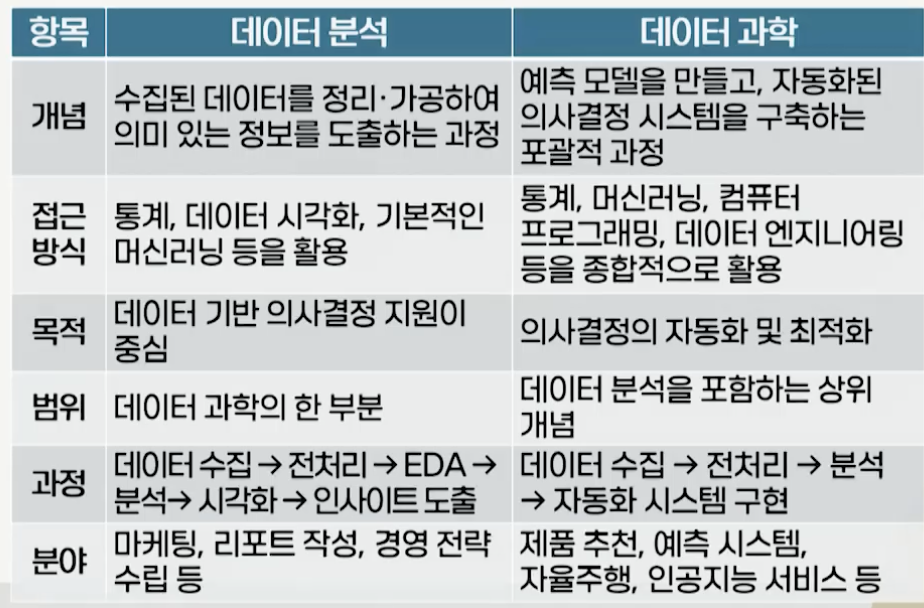 항목 데이터 분석 데이터 과학
개념
수집된 데이터를 정리·가공하여
의미 있는 정보를 도출하는 과정
예측 모델을 만들고, 자동화된
의사결정 시스템을 구축하는
포괄적 과정
접근
방식
통계, 데이터 시각화, 기본적인
머신러닝 등을 활용
통계, 머신러닝, 컴퓨터
프로그래밍, 데이터 엔지니어링
등을 종합적으로 활용
목적
데이터 기반 의사결정 지원이
중심
의사결정의 자동화 및 최적화
범위
데이터 과학의 한 부분
데이터 분석을 포함하는 상위
개념
과정
데이터 수집 → 전처리 → EDA →
분석→ 시각화 → 인사이트 도출
데이터 수집 → 전처리 → 분석
→ 자동화 시스템 구현
분야
마케팅, 리포트 작성, 경영 전략
수립 등
제품 추천, 예측 시스템,
자율주행, 인공지능 서비스 등